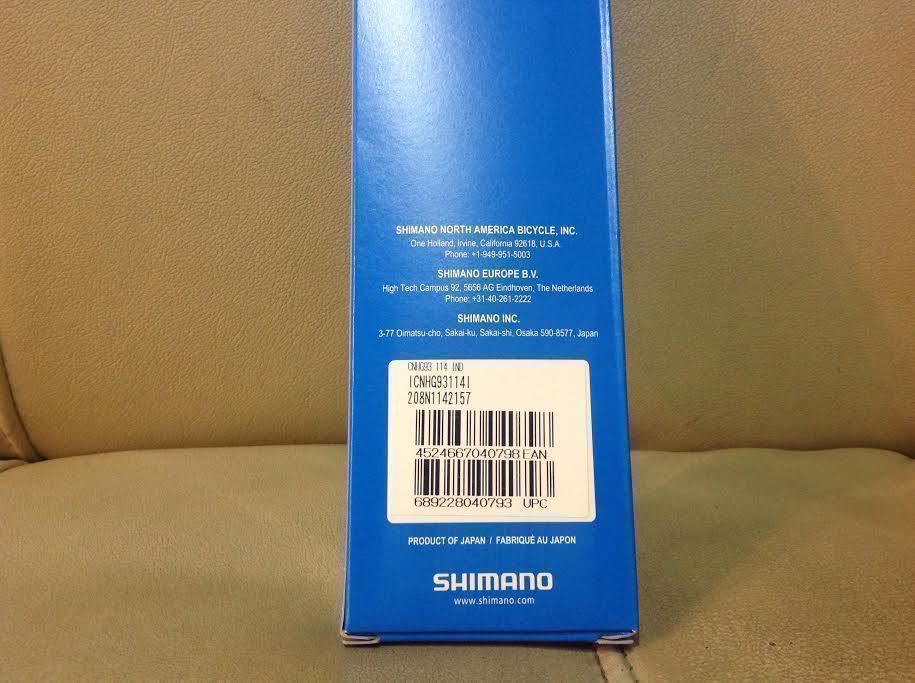 SHIMANO NORTH AMERICA BICYCLE, INC.
One Holland, Irvine, California 92618, U.S.A.
Phone: +1-949-951-5003
SHIMANO EUROPE B.V.
High Tech Campus 92, 5656 AG Eindhoven, The Netherlands
Phone: +31-40-261-2222
SHIMANO INC.
3-77 Oimatsu-cho, Sakai-ku, Sakai-shi, Osaka 590-8577, Japan
CNHG93 114 IND
ICNHG93114I
208N1142157
4524667040798 EAN
689228040793 UPC
PRODUCT OF JAPAN / FABRIQUÉ AU JAPON
SHIMANO
www.shimano.com